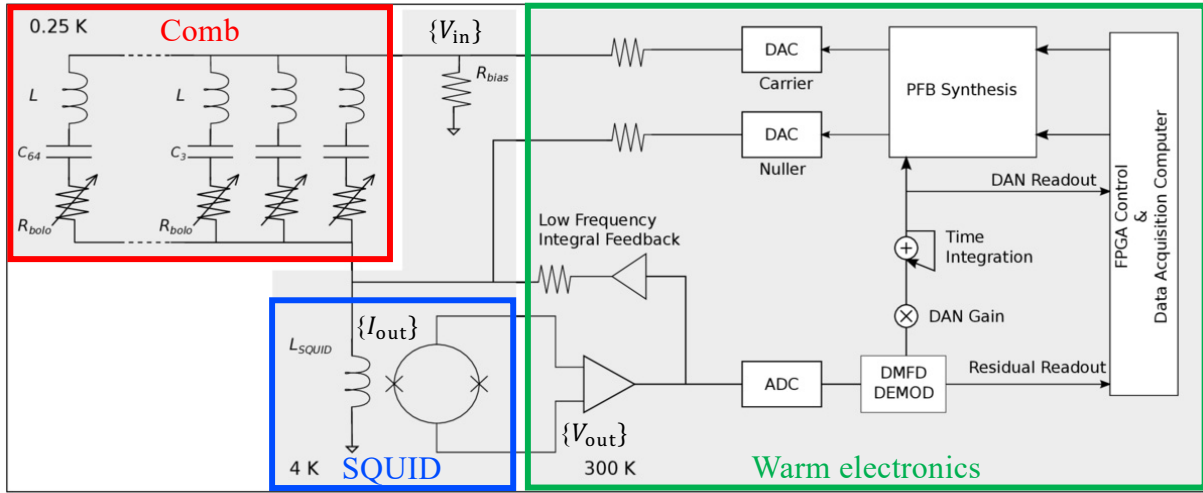 0.25 K
Comb
{V_in}
DAC
R_bias
Carrier
PFB Synthesis
L
L
DAC
C_64
C_3
Nuller
DAN Readout
R_bolo
R_bolo
Low Frequency
Integral Feedback
Time
Integration
FPGA Control
&
Data Acquisition Computer
{I_out}
DAN Gain
L_SQUID
ADC
DMFD
DEMOD
Residual Readout
{V_out}
4 K
SQUID
300 K
Warm electronics